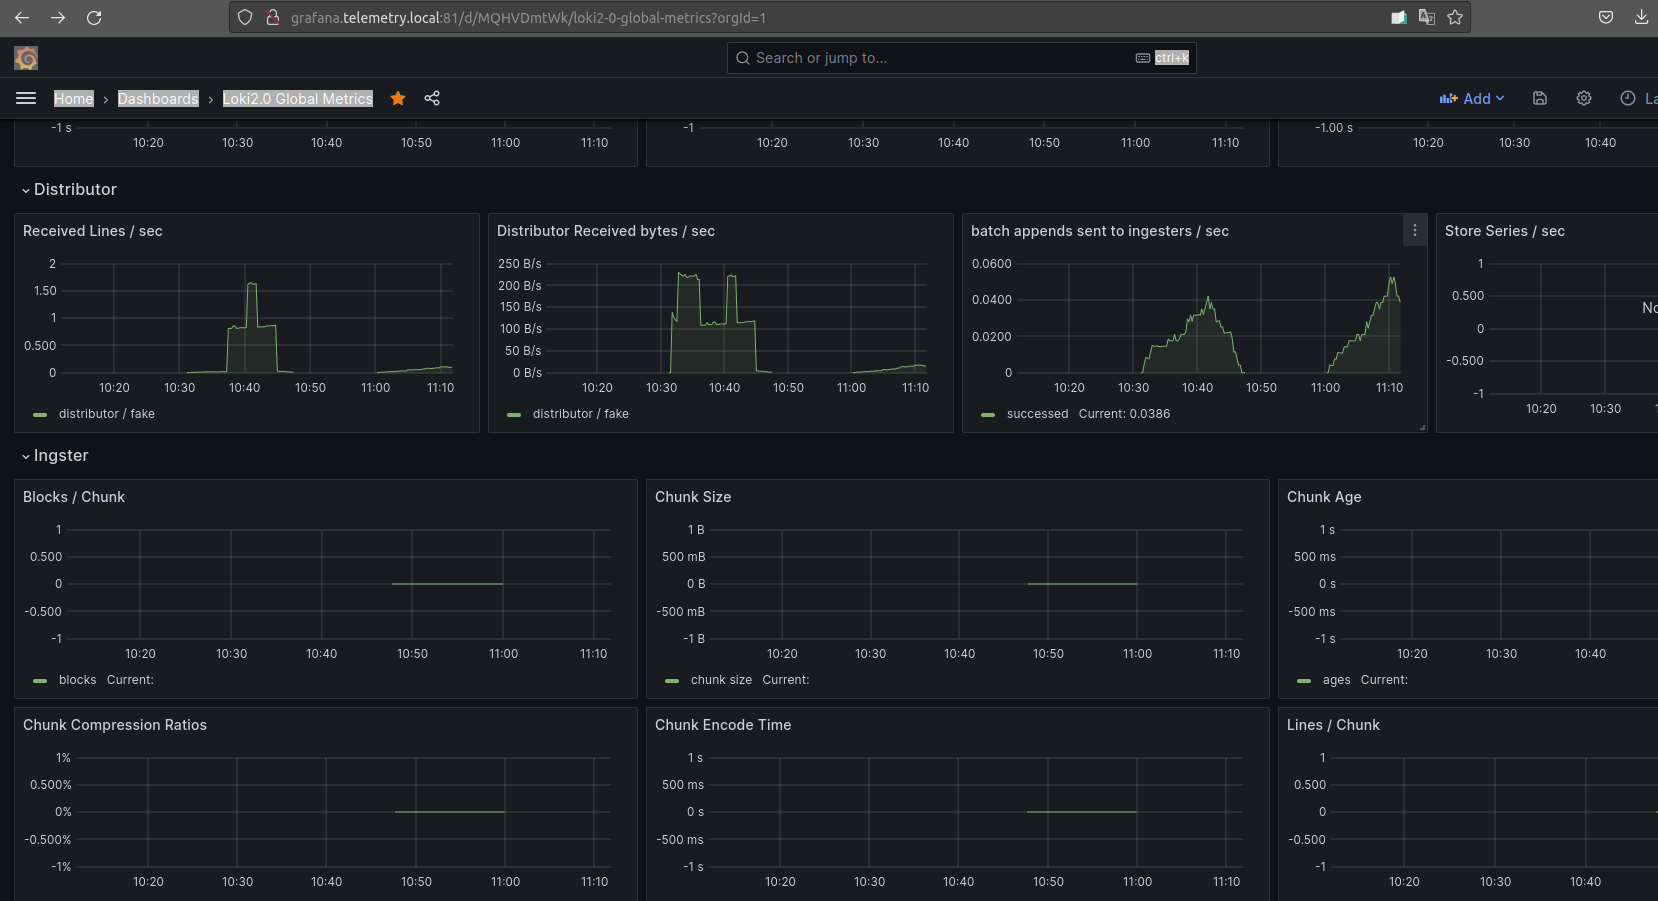 grafana.telemetry.local:81/d/MQHVDmtWk/loki2-0-global-metrics?orgId=1
Search or jump to... ctrl+k
Home › Dashboards › Loki2.0 Global Metrics
Add
La
-1 s
10:20 10:30 10:40 10:50 11:00 11:10
-1
10:20 10:30 10:40 10:50 11:00 11:10
-1.00 s
10:20 10:30 10:40
Distributor
Received Lines / sec
2
1.50
1
0.500
0
10:20 10:30 10:40 10:50 11:00 11:10
distributor / fake
Distributor Received bytes / sec
250 B/s
200 B/s
150 B/s
100 B/s
50 B/s
0 B/s
10:20 10:30 10:40 10:50 11:00 11:10
distributor / fake
batch appends sent to ingesters / sec
0.0600
0.0400
0.0200
0
10:20 10:30 10:40 10:50 11:00 11:10
successed Current: 0.0386
Store Series / sec
1
0.500
0
-0.500
-1
No
10:20 10:30
Ingster
Blocks / Chunk
1
0.500
0
-0.500
-1
10:20 10:30 10:40 10:50 11:00 11:10
blocks Current:
Chunk Size
1 B
500 mB
0 B
-500 mB
-1 B
10:20 10:30 10:40 10:50 11:00 11:10
chunk size Current:
Chunk Age
1 s
500 ms
0 s
-500 ms
-1 s
10:20 10:30 10:40
ages Current:
Chunk Compression Ratios
1%
0.500%
0%
-0.500%
-1%
10:20 10:30 10:40 10:50 11:00 11:10
Chunk Encode Time
1 s
500 ms
0 s
-500 ms
-1 s
10:20 10:30 10:40 10:50 11:00 11:10
Lines / Chunk
1
0.500
0
-0.500
-1
10:20 10:30 10:40